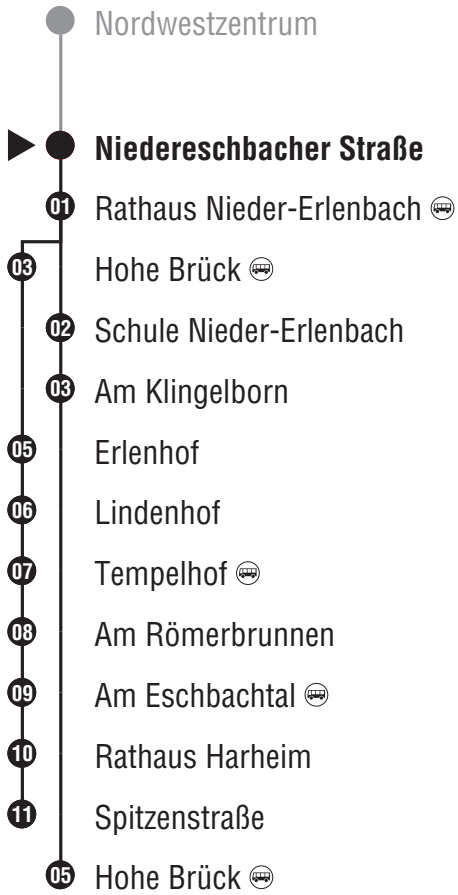 Nordwestzentrum
Niedereschbacher Straße
01 Rathaus Nieder-Erlenbach
03 Hohe Brück
02 Schule Nieder-Erlenbach
03 Am Klingelborn
05 Erlenhof
06 Lindenhof
07 Tempelhof
08 Am Römerbrunnen
09 Am Eschbachtal
10 Rathaus Harheim
11 Spitzenstraße
05 Hohe Brück